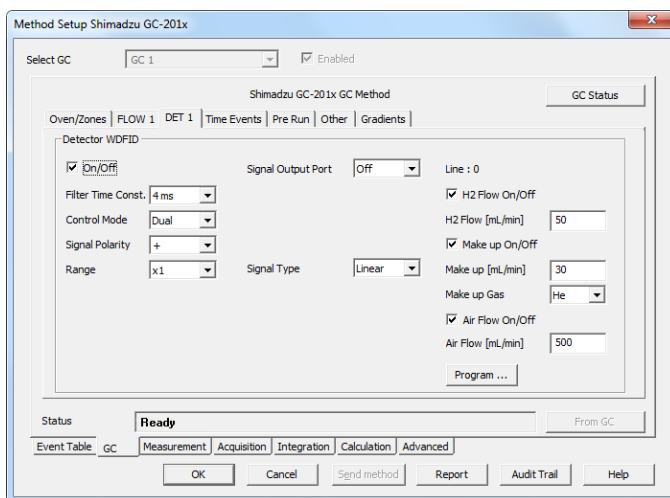 Method Setup Shimadzu GC-201x
x
Select GC GC 1 Enabled
Shimadzu GC-201x GC Method GC Status
Oven/Zones FLOW 1 DET 1 Time Events Pre Run Other Gradients
Detector WDFID
On/Off Signal Output Port Off Line : 0
Filter Time Const. 4 ms H2 Flow On/Off
Control Mode Dual H2 Flow [mL/min] 50
Signal Polarity + Make up On/Off
Range x1 Signal Type Linear Make up [mL/min] 30
Make up Gas He
Air Flow On/Off
Air Flow [mL/min] 500
Program ...
Status Ready From GC
Event Table GC Measurement Acquisition Integration Calculation Advanced
OK Cancel Send method Report Audit Trail Help